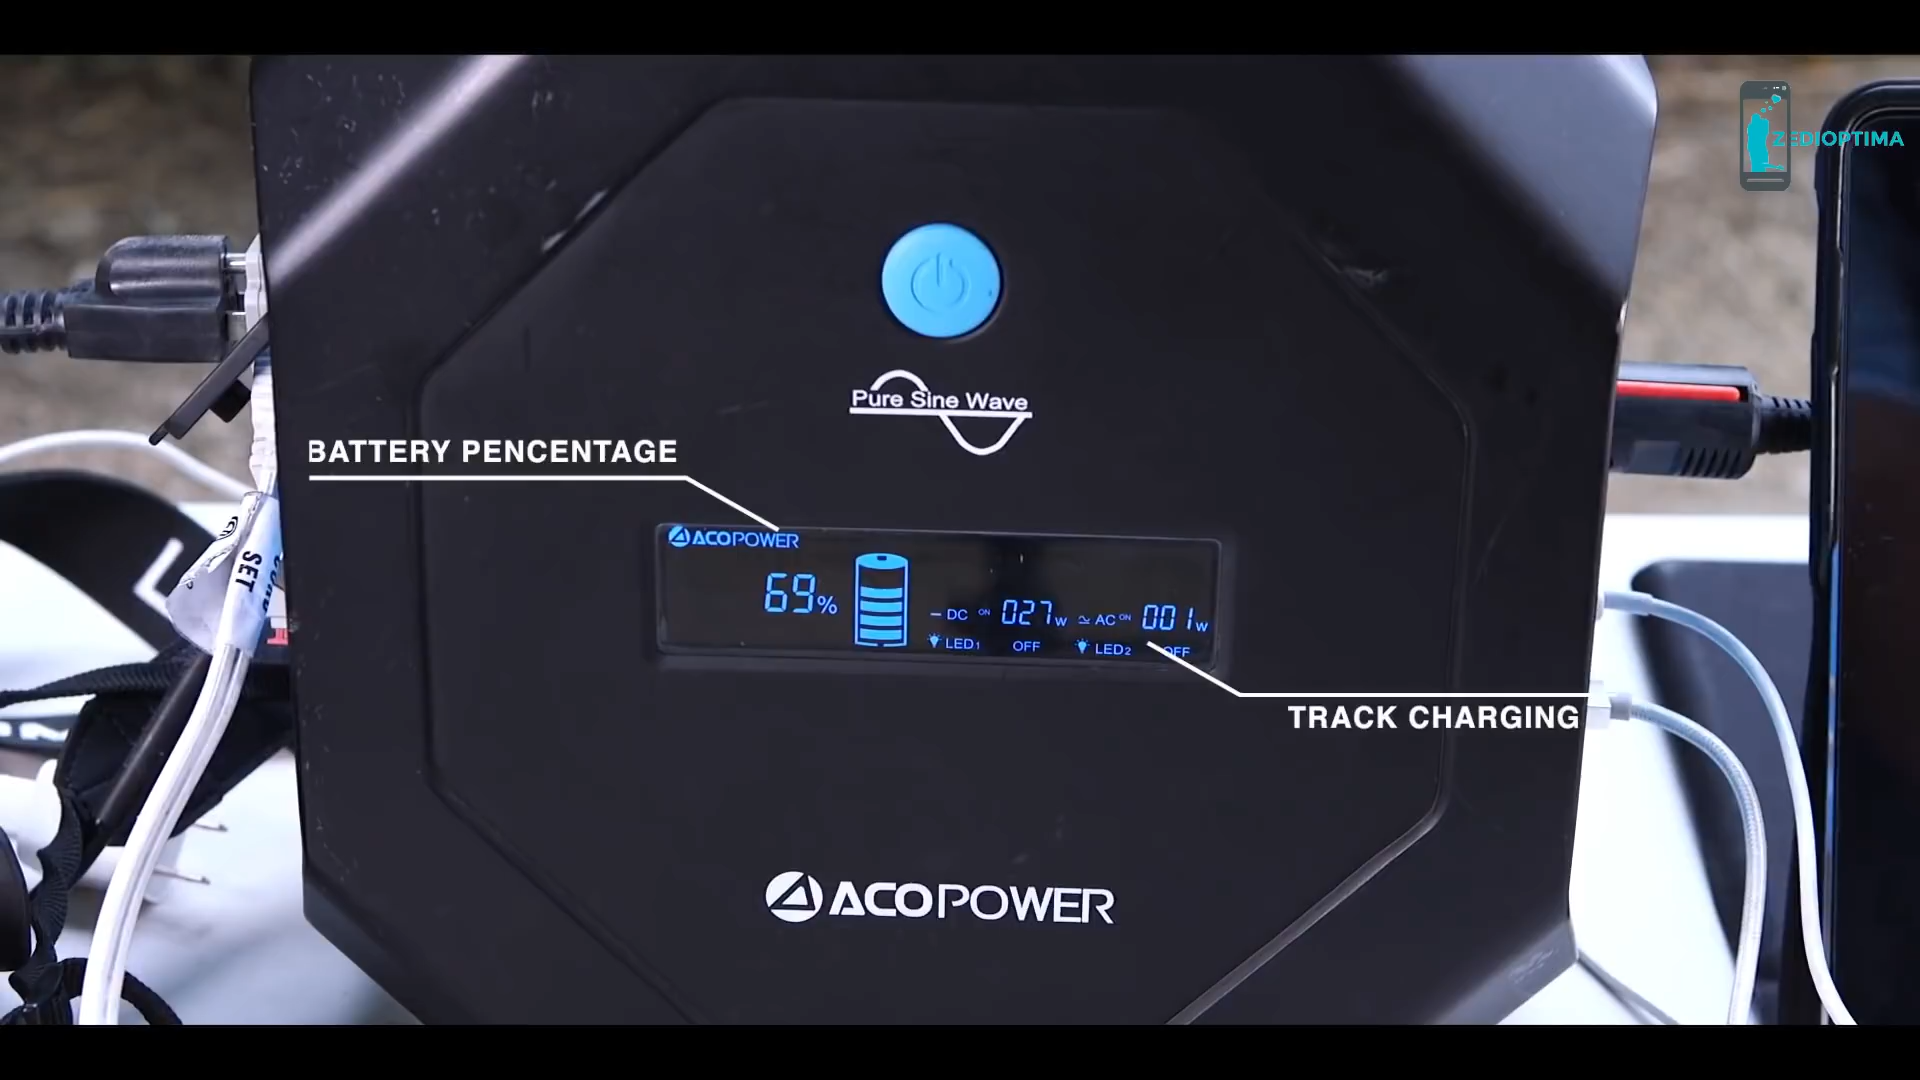 ZEDIOPTIMA
Pure Sine Wave
BATTERY PENCENTAGE
ACOPOWER
69%
DC ON 027W AC ON 001W
LED1 OFF LED2 OFF
TRACK CHARGING
SET
ACOPOWER